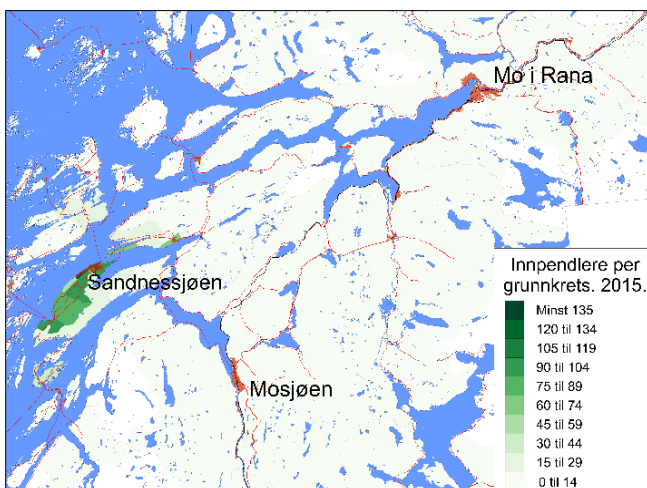 Mo i Rana
Sandnessjøen
Mosjøen
Innpendlere per
grunnkrets. 2015.
Minst 135
120 til 134
105 til 119
90 til 104
75 til 89
60 til 74
45 til 59
30 til 44
15 til 29
0 til 14